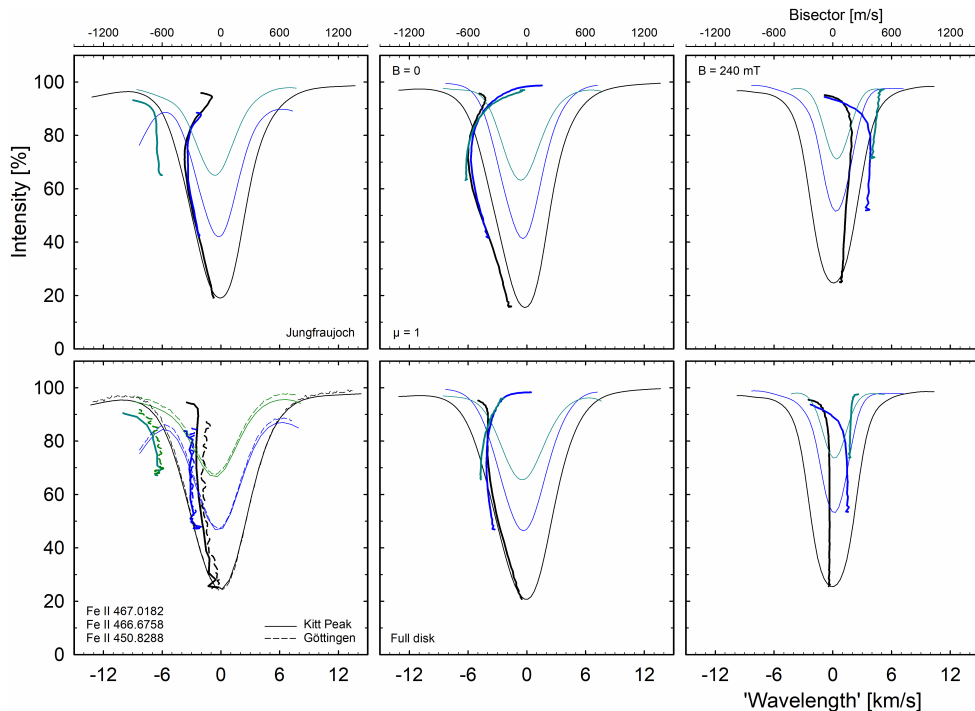 Bisector [m/s]
-1200 -600 0 600 1200 -1200 -600 0 600 1200 -1200 -600 0 600 1200
B = 0
B = 240 mT
100
80
60
40
20
0
Intensity [%]
Jungfraujoch
µ = 1
100
80
60
40
20
0
Fe II 467.0182
Fe II 466.6758
Fe II 450.8288
Kitt Peak
Göttingen
Full disk
-12 -6 0 6 12 -12 -6 0 6 12 -12 -6 0 6 12
'Wavelength' [km/s]